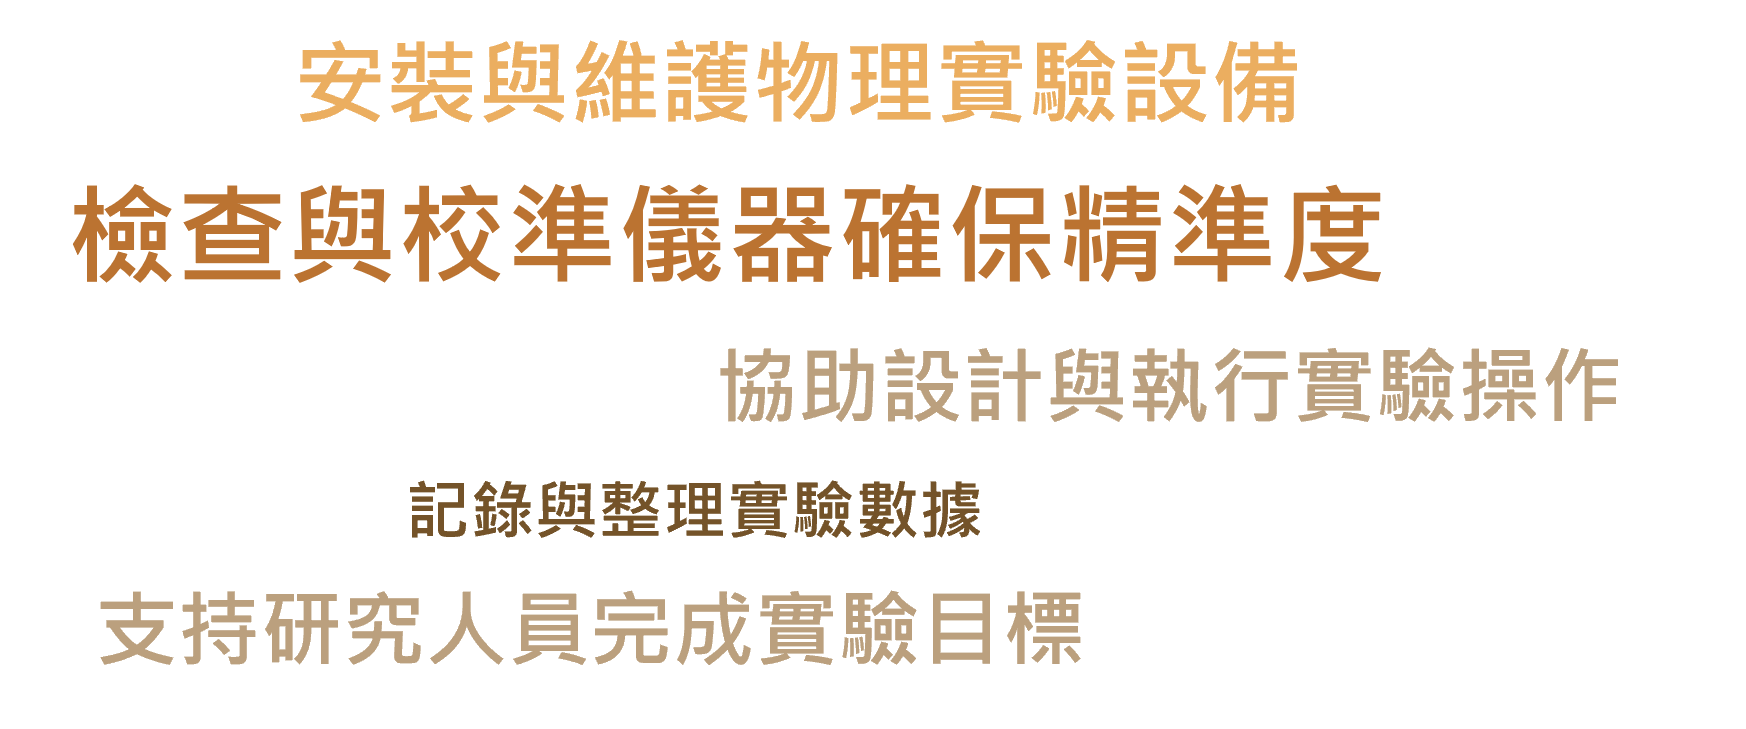 安裝與維護物理實驗設備
檢查與校準儀器確保精準度
協助設計與執行實驗操作
記錄與整理實驗數據
支持研究人員完成實驗目標